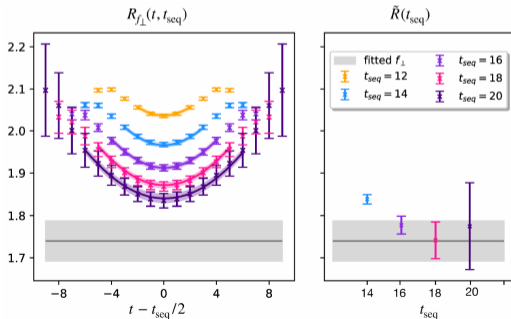 R_{f⊥}(t, t_seq)
R̃(t_seq)
2.2
2.1
2.0
1.9
1.8
1.7
fitted f⊥
t_seq = 12
t_seq = 14
t_seq = 16
t_seq = 18
t_seq = 20
−8 −4 0 4 8
14 16 18 20
t − t_seq/2
t_seq